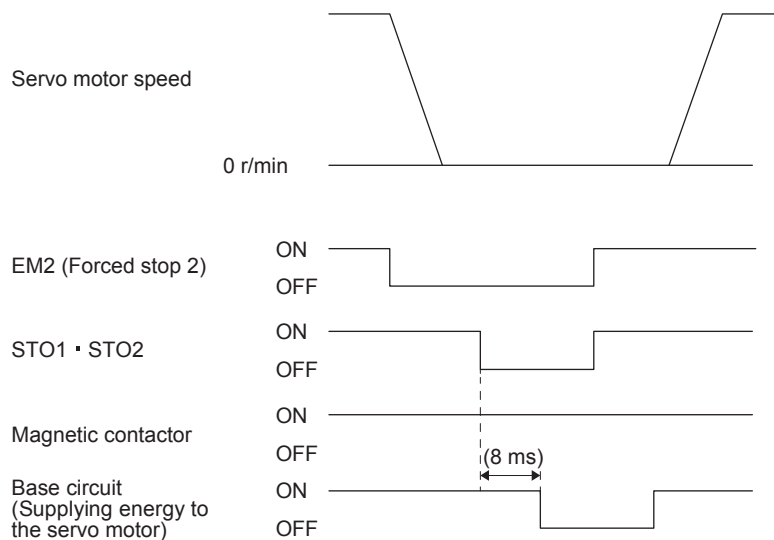 Servo motor speed
0 r/min
EM2 (Forced stop 2)
ON
OFF
STO1・STO2
ON
OFF
Magnetic contactor
ON
OFF
(8 ms)
Base circuit
(Supplying energy to
the servo motor)
ON
OFF